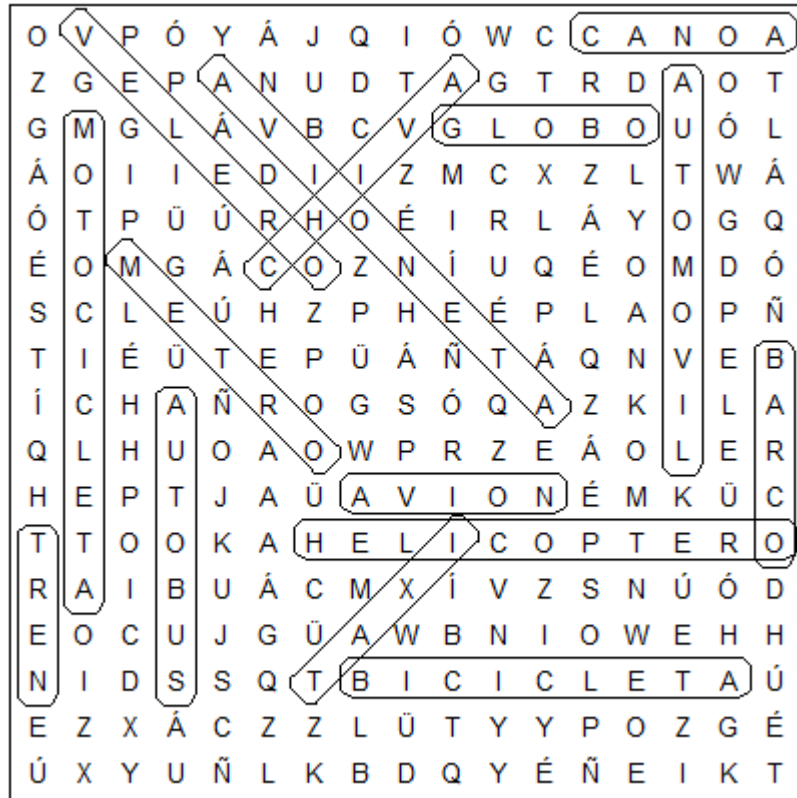 O V P Ó Y Á J Q I Ó W C C A N O A
Z G E P A N U D T A G T R D A O T
G M G L Á V B C V G L O B O U Ó L
Á O I I E D I I Z M C X Z L T W Á
Ó T P Ü Ú R H O É I R L Á Y O G Q
É O M G Á C O Z N Í U Q É O M D Ó
S C L E Ú H Z P H E É P L A O P Ñ
T I É Ü T E P Ü Á Ñ T Á Q N V E B
Í C H A Ñ R O G S Ó Q A Z K I L A
Q L H U O A O W P R Z E Á O L E R
H E P T J A Ü A V I O N É M K Ü C
T T O O K A H E L I C O P T E R O
R A I B U Á C M X Í V Z S N Ú Ó D
E O C U J G Ü A W B N I O W E H H
N I D S S Q T B I C I C L E T A Ú
E Z X Á C Z Z L Ü T Y Y P O Z G É
Ú X Y U Ñ L K B D Q Y É Ñ E I K T